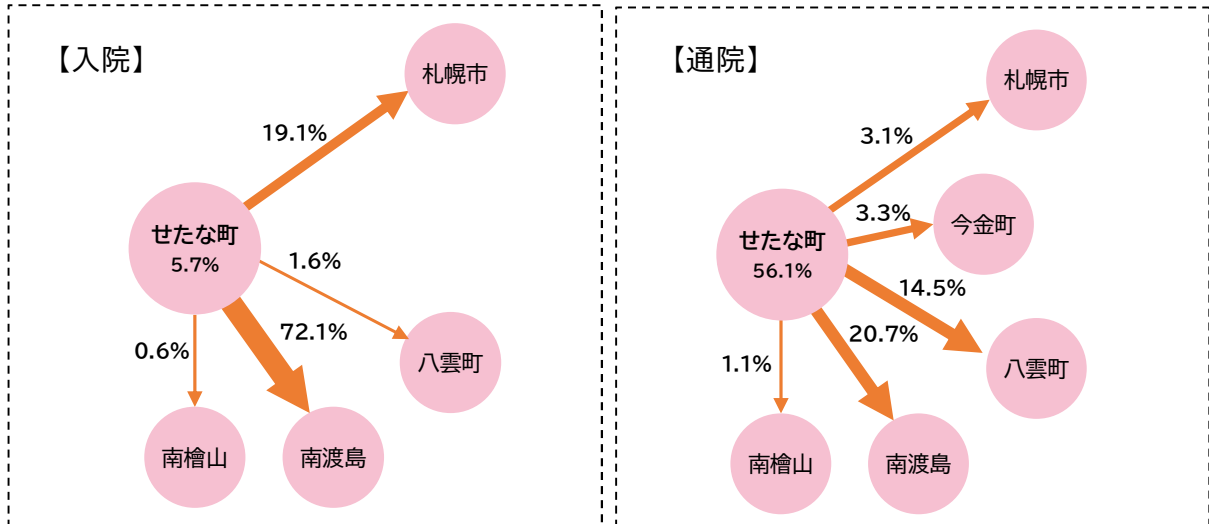 【入院】
札幌市
19.1%
せたな町
5.7%
1.6%
72.1%
0.6%
八雲町
南檜山
南渡島
【通院】
札幌市
3.1%
3.3%
今金町
せたな町
56.1%
14.5%
20.7%
1.1%
八雲町
南檜山
南渡島